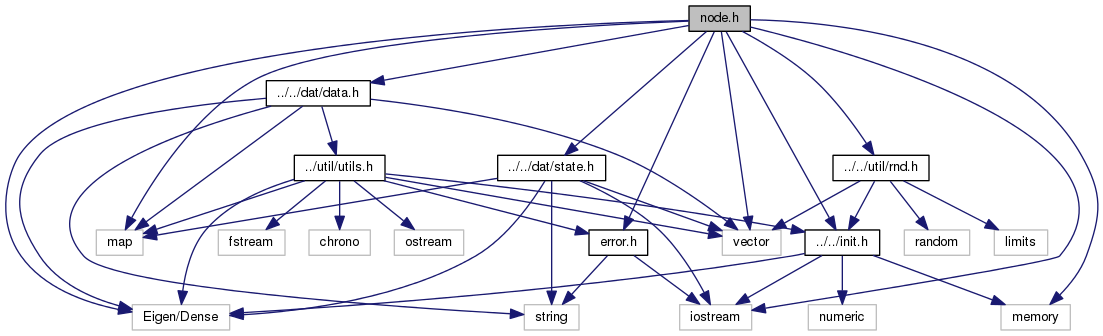 node.h
../../dat/data.h
../util/utils.h
../../dat/state.h
../../util/rnd.h
map
fstream
chrono
ostream
error.h
vector
../../init.h
random
limits
Eigen/Dense
string
iostream
numeric
memory